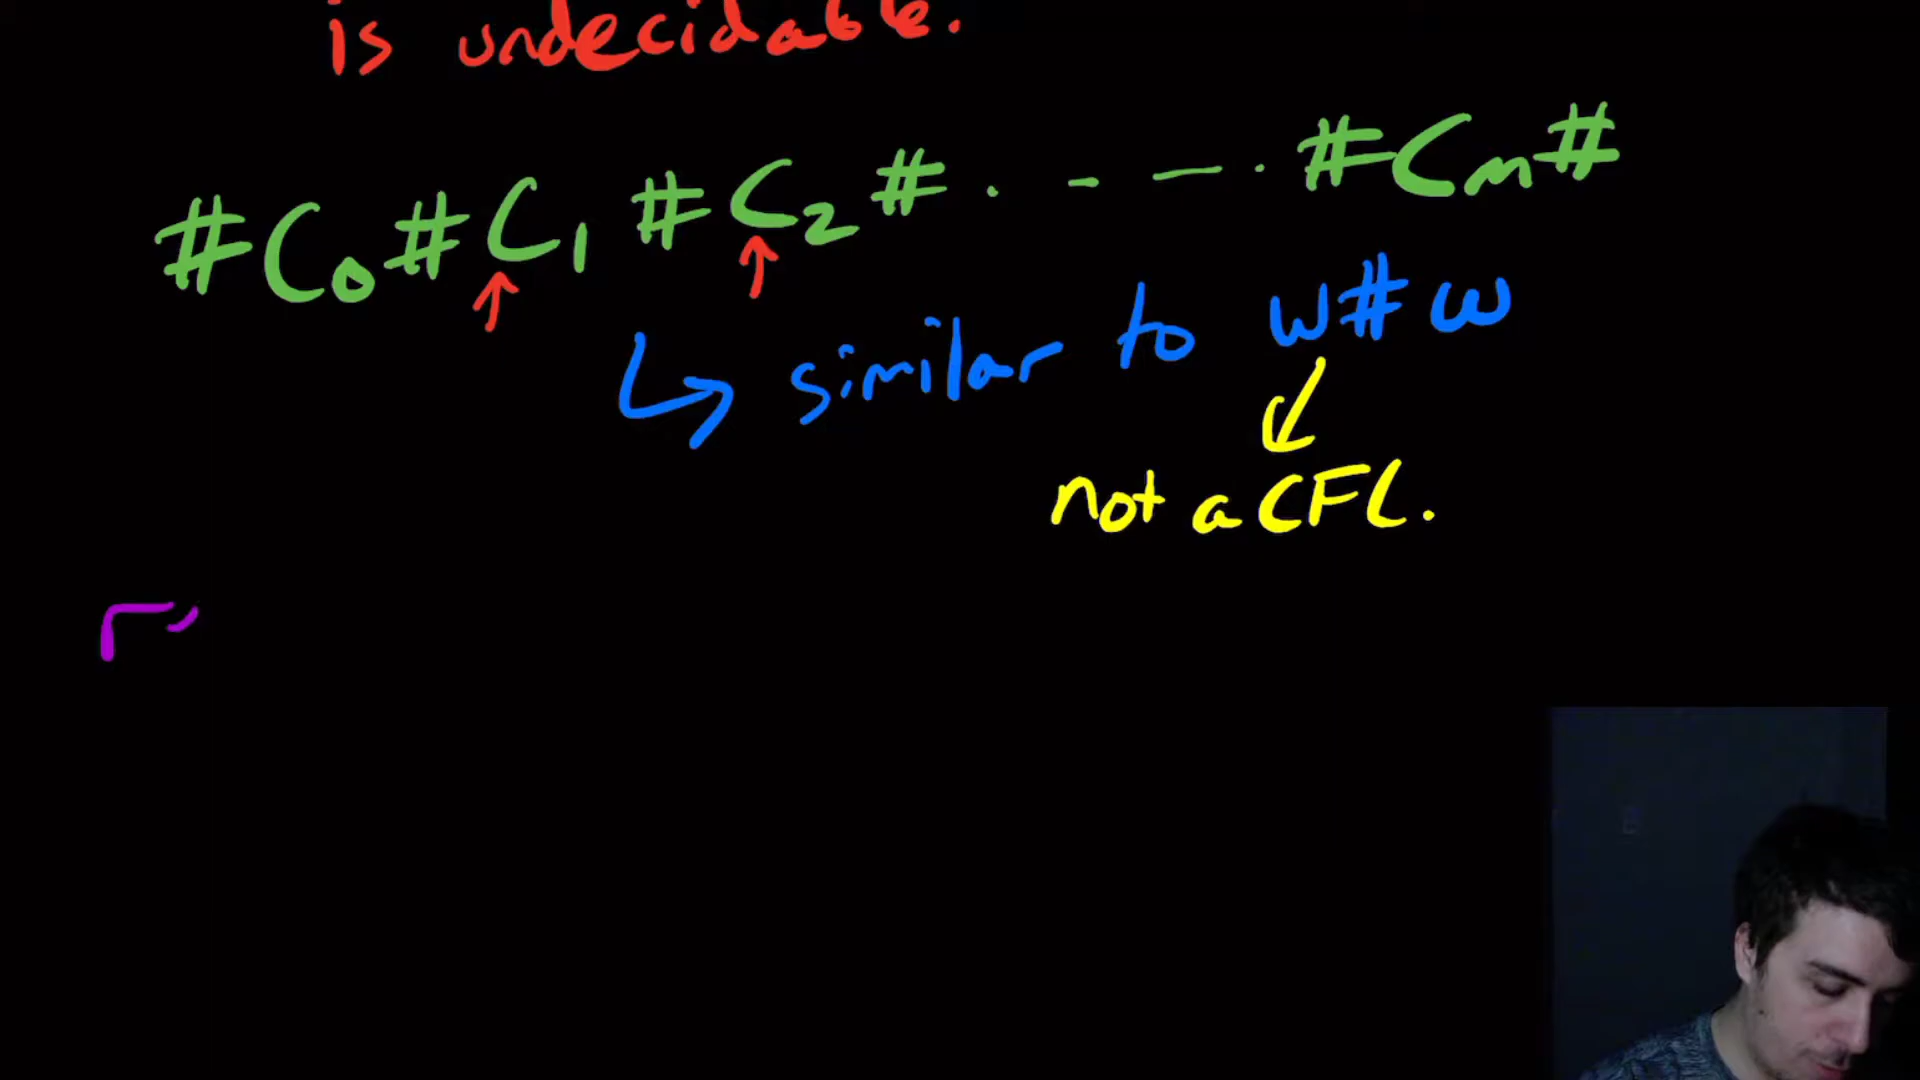 is undecidable.
#C₀#C₁#C₂#. - — . #Cm#
↳ similar to w#w
not a CFL.